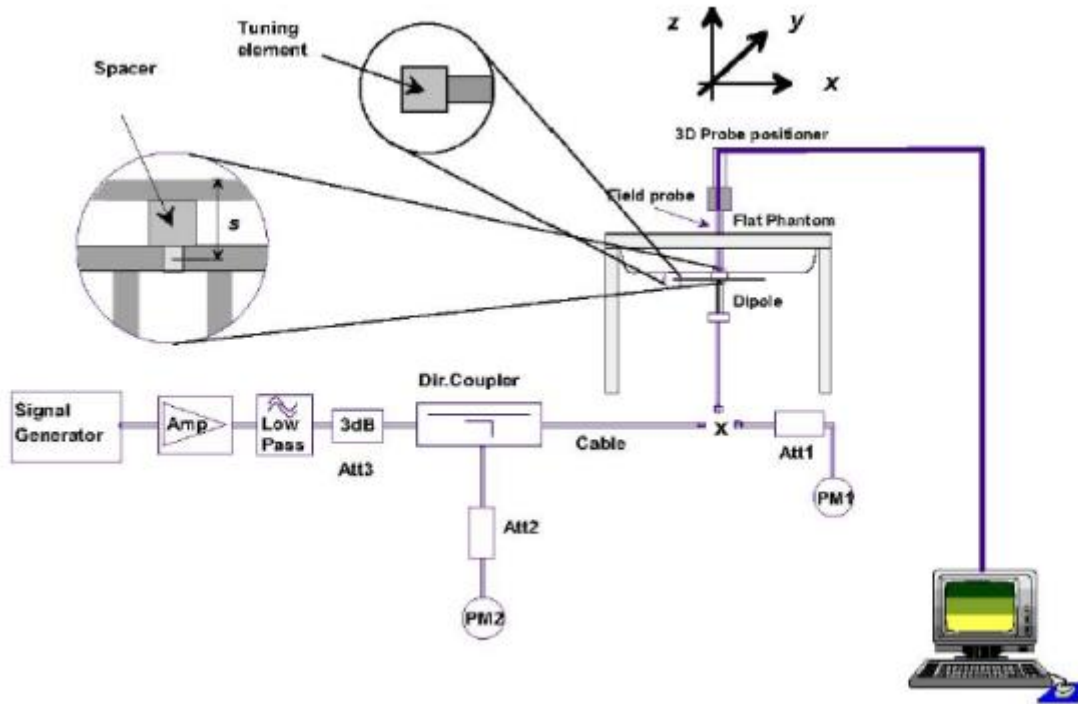 Tuning
element
Spacer
s
z
y
x
3D Probe positioner
Field probe
Flat Phantom
Dipole
Dir.Coupler
Signal
Generator
Amp
Low
Pass
3dB
Att3
Cable
x
Att1
PM1
Att2
PM2